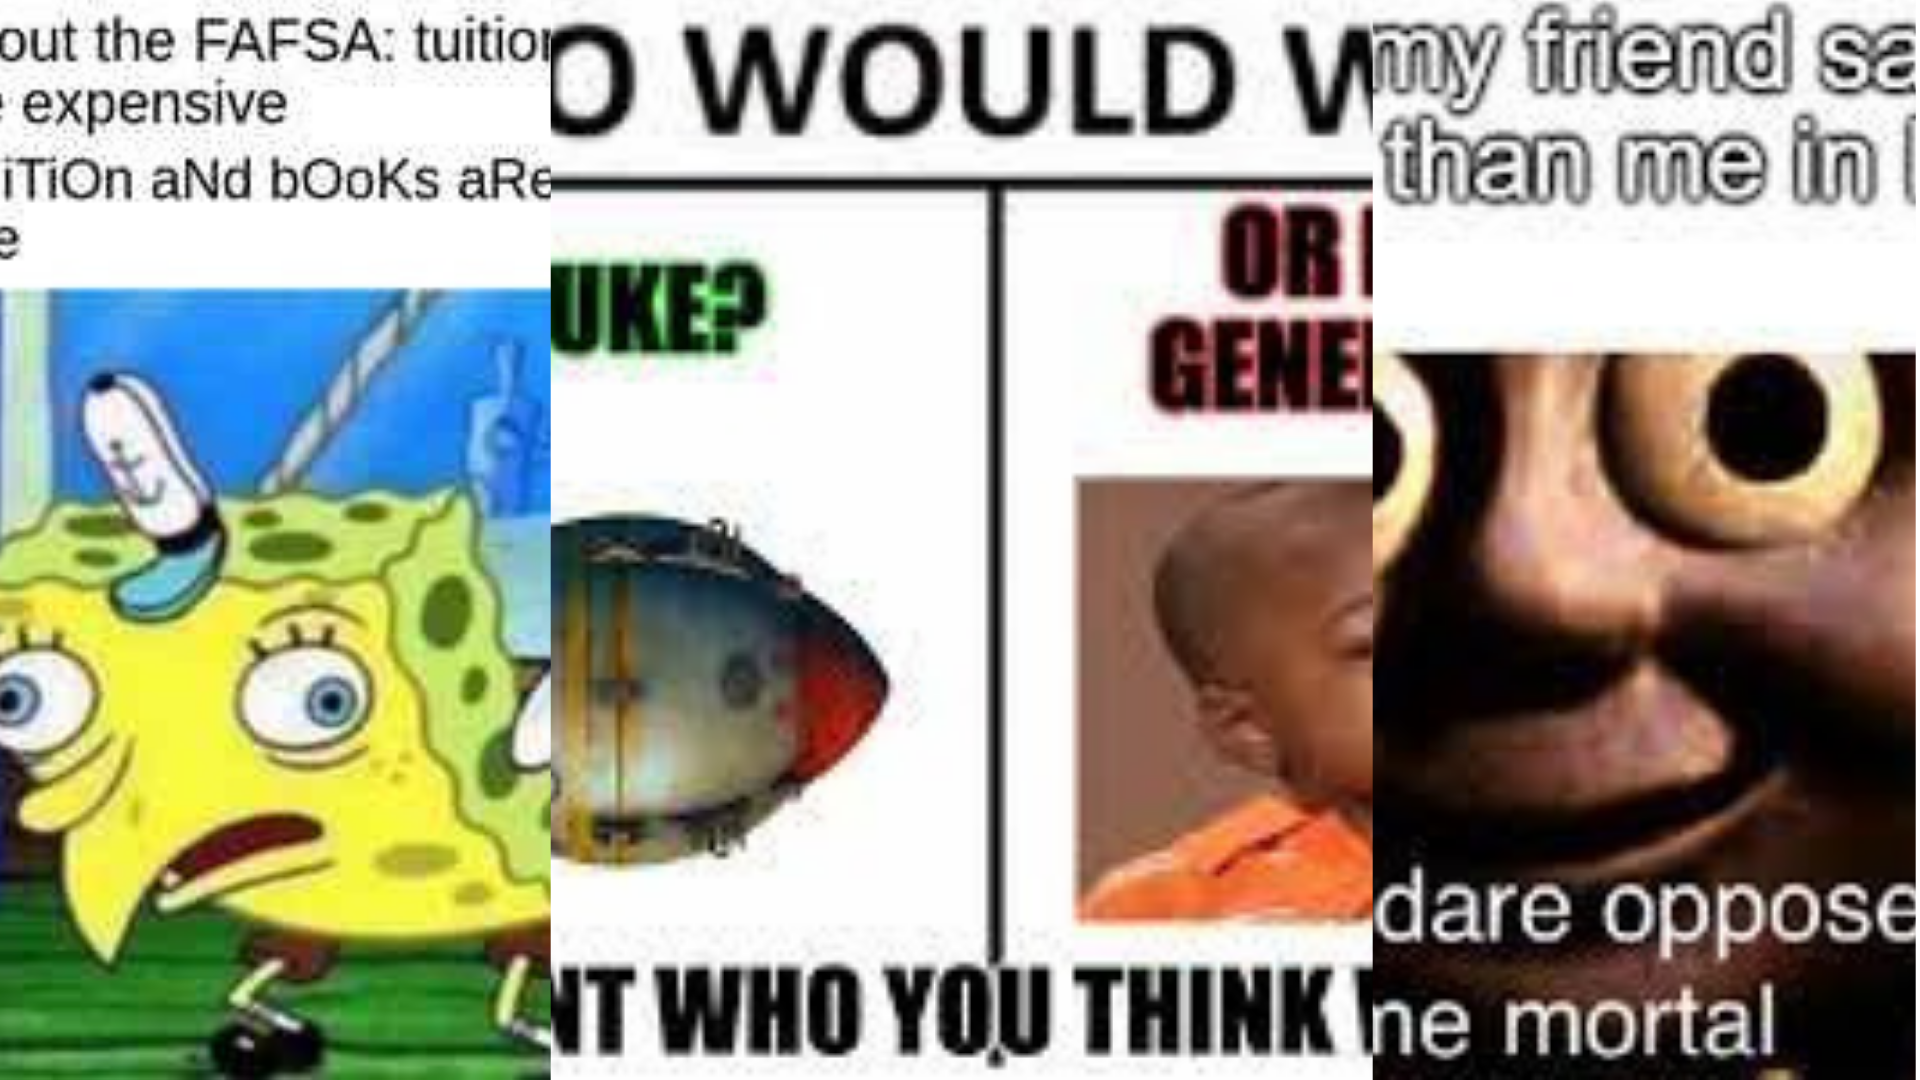 out the FAFSA: tuition
e expensive
iTiOn aNd bOoKs aRe
e
O WOULD W
UKE?
OR
GENE
NT WHO YOU THINK W
my friend sa
than me in
dare oppose
me mortal